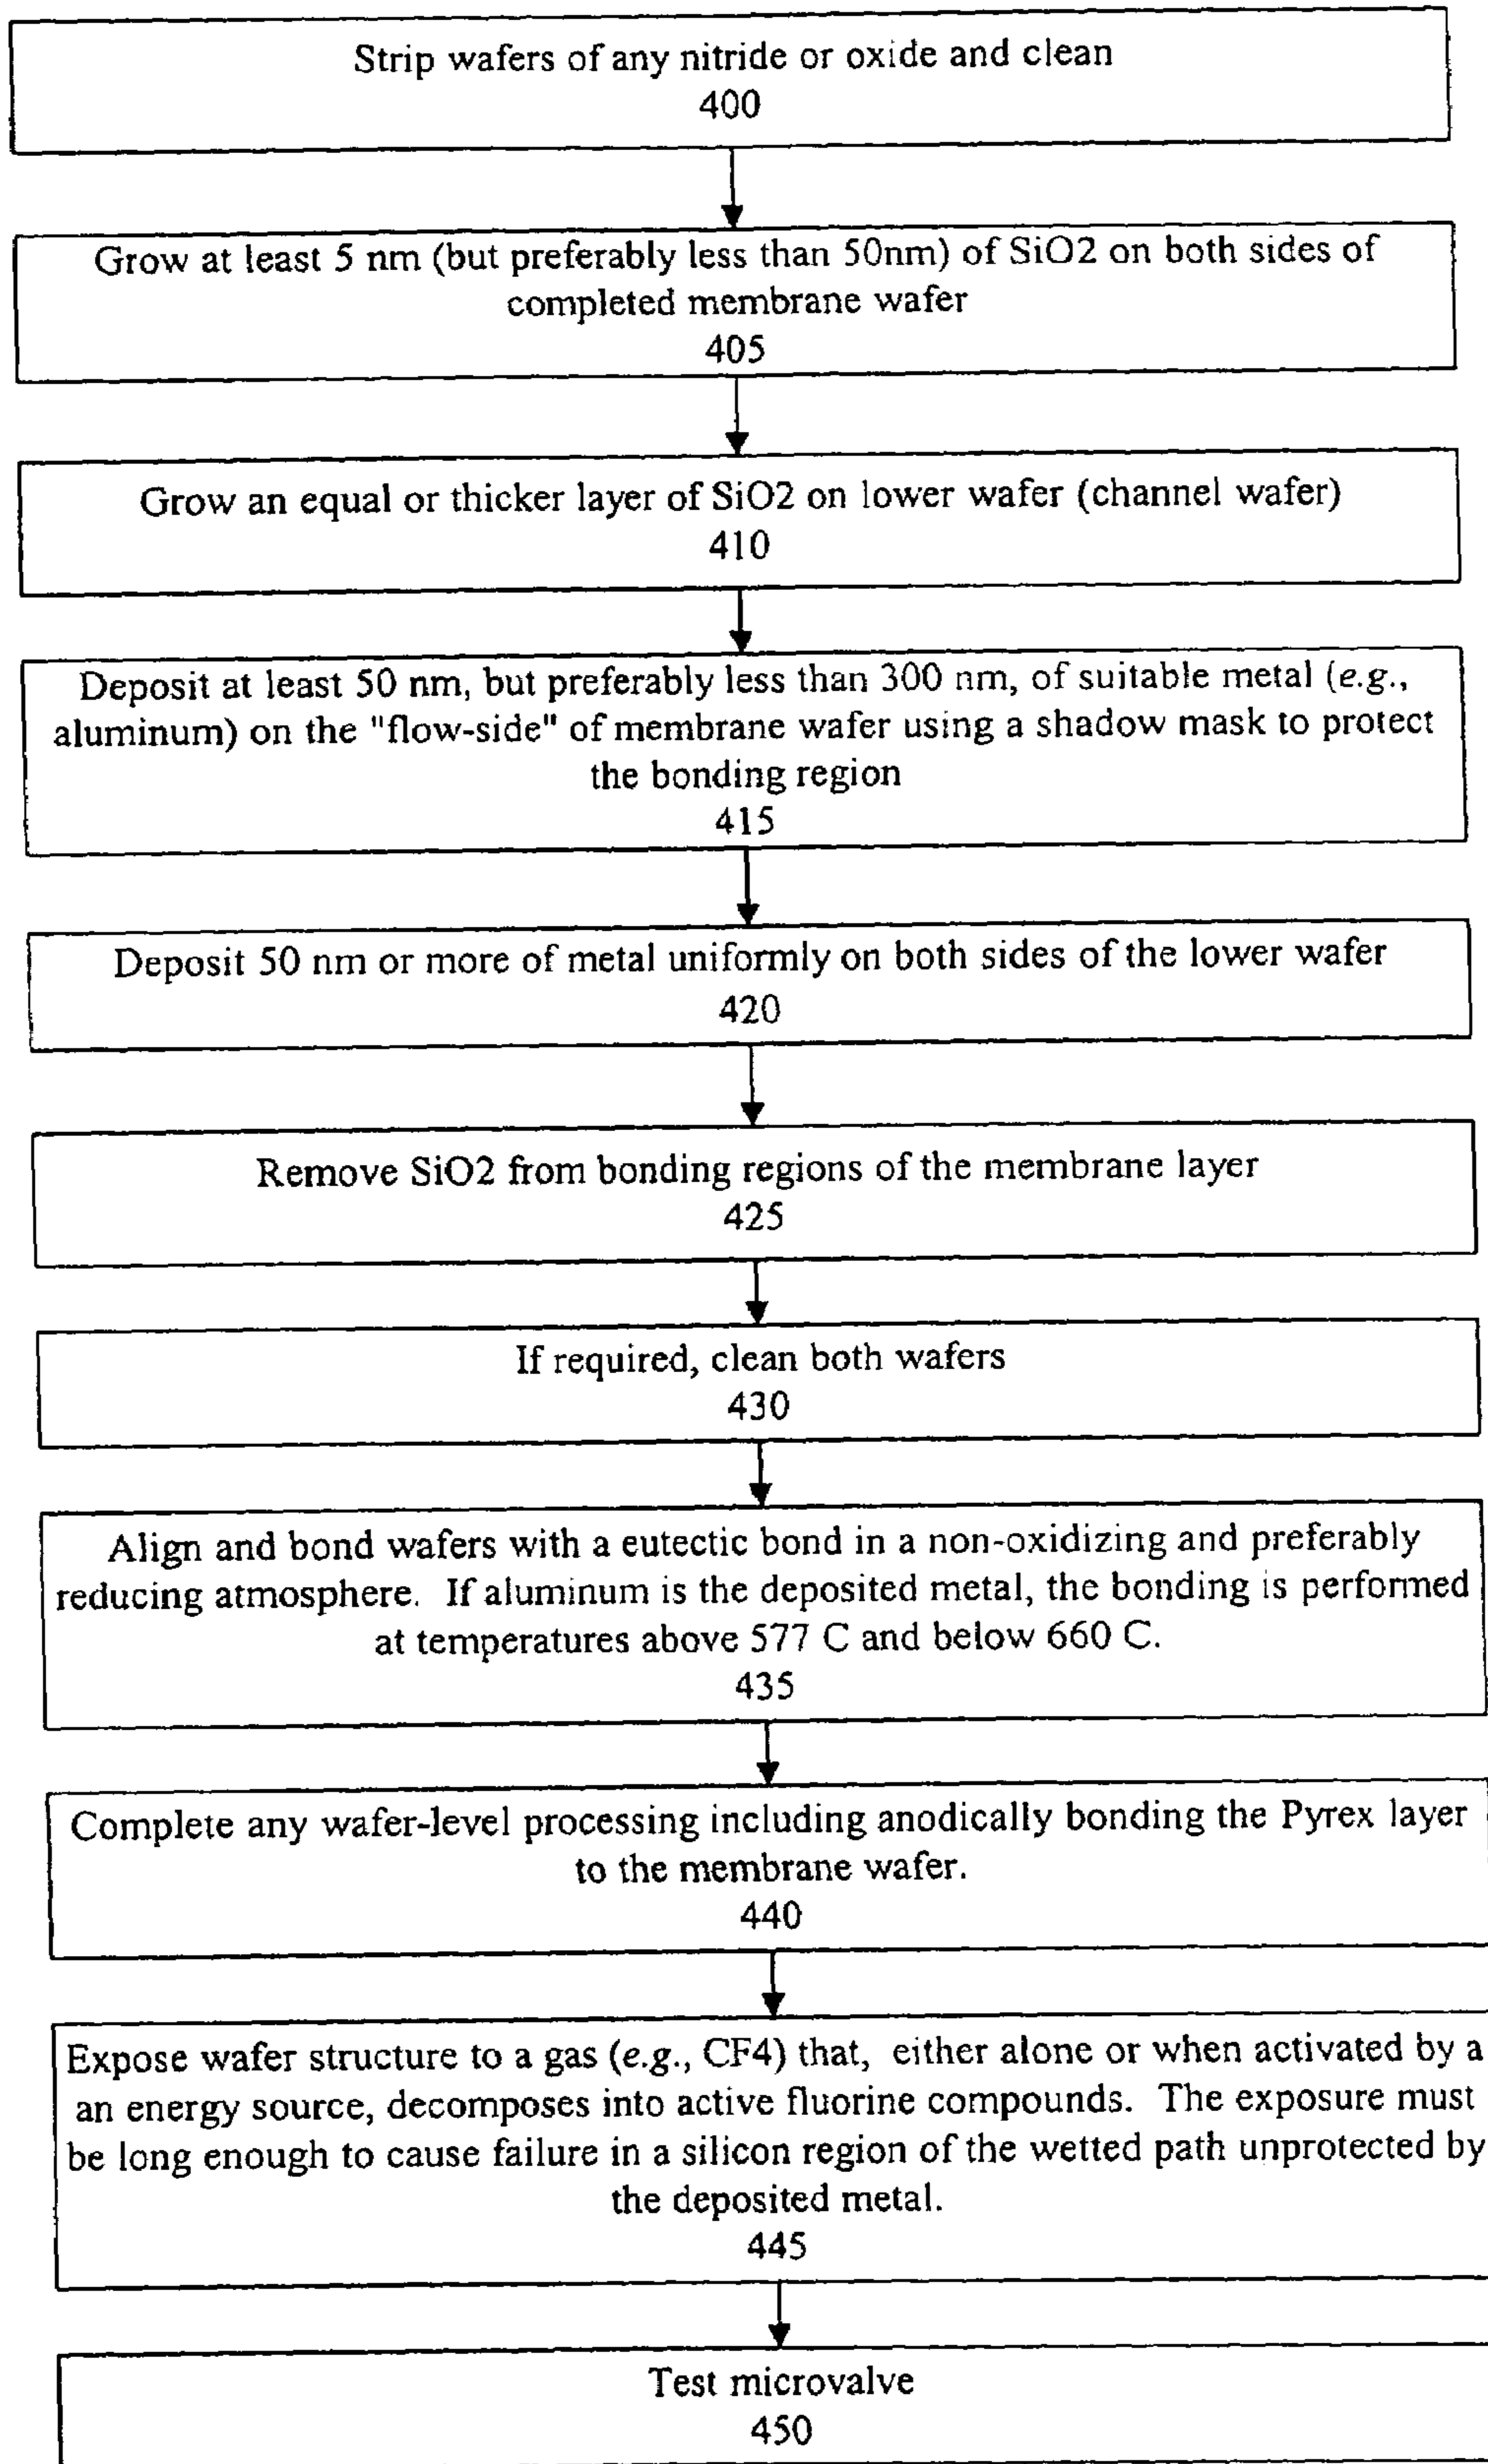 Strip wafers of any nitride or oxide and clean
400
Grow at least 5 nm (but preferably less than 50nm) of SiO2 on both sides of
completed membrane wafer
405
Grow an equal or thicker layer of SiO2 on lower wafer (channel wafer)
410
Deposit at least 50 nm, but preferably less than 300 nm, of suitable metal (e.g.,
aluminum) on the "flow-side" of membrane wafer using a shadow mask to protect
the bonding region
415
Deposit 50 nm or more of metal uniformly on both sides of the lower wafer
420
Remove SiO2 from bonding regions of the membrane layer
425
If required, clean both wafers
430
Align and bond wafers with a eutectic bond in a non-oxidizing and preferably
reducing atmosphere. If aluminum is the deposited metal, the bonding is performed
at temperatures above 577 C and below 660 C.
435
Complete any wafer-level processing including anodically bonding the Pyrex layer
to the membrane wafer.
440
Expose wafer structure to a gas (e.g., CF4) that, either alone or when activated by a
an energy source, decomposes into active fluorine compounds. The exposure must
be long enough to cause failure in a silicon region of the wetted path unprotected by
the deposited metal.
445
Test microvalve
450